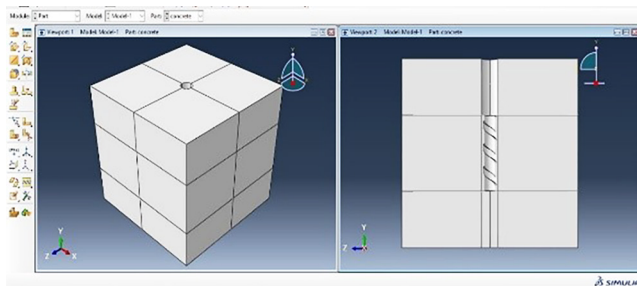 Module: Part Model: Model-1 Part: concrete
Viewport: 1 Model: Model-1 Part: concrete
Viewport: 2 Model: Model-1 Part: concrete
Y
Z X
Y
Z
SIMULIA